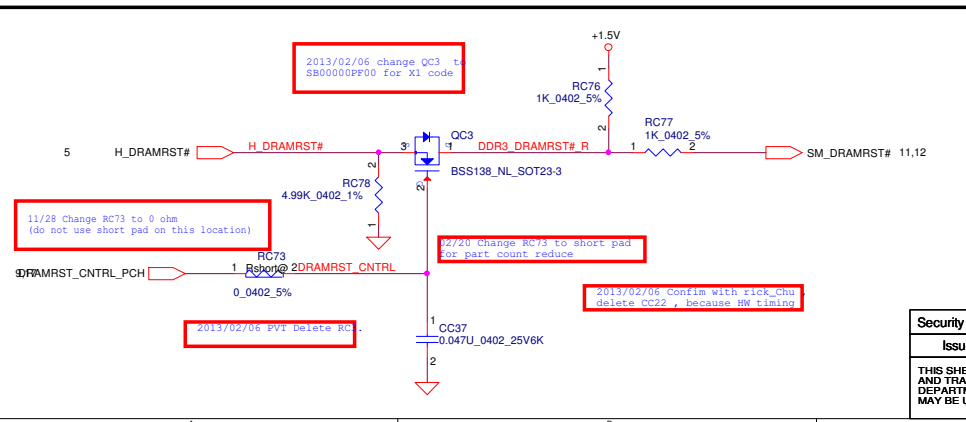 +1.5V
2013/02/06 change QC3 to
SB00000PF00 for X1 code
1
RC76
1K_0402_5%
2
RC77
1K_0402_5%
5
H_DRAMRST#
H_DRAMRST#
3
QC3
1
DDR3_DRAMRST#_R
1
2
SM_DRAMRST# 11,12
BSS138_NL_SOT23-3
2
2
RC78
4.99K_0402_1%
1
11/28 Change RC73 to 0 ohm
(do not use short pad on this location)
02/20 Change RC73 to short pad
for part count reduce
RC73
DRAMRST_CNTRL_PCH
1 Rshort@ 2
DRAMRST_CNTRL
0_0402_5%
2013/02/06 Confim with rick_Chu ,
delete CC22 , because HW timing
2013/02/06 PVT Delete
1
CC37
0.047U_0402_25V6K
2
Security
Issu
THIS SHE
AND TRA
DEPARTM
MAY BE U